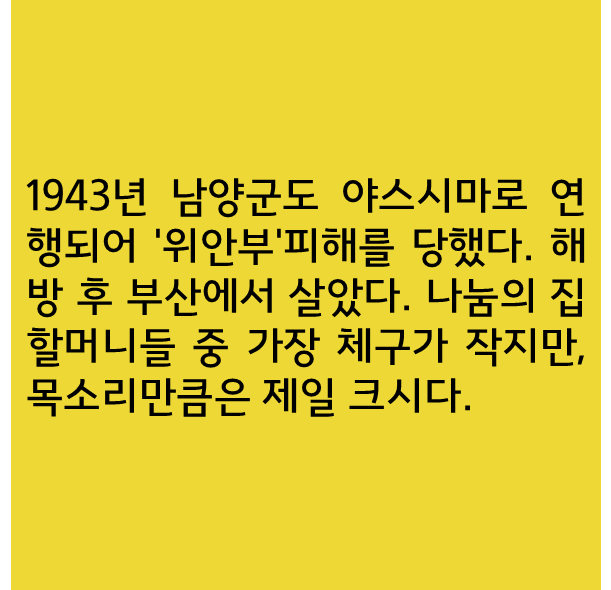 1943년 남양군도 야스시마로 연
행되어 '위안부'피해를 당했다. 해
방 후 부산에서 살았다. 나눔의 집
할머니들 중 가장 체구가 작지만,
목소리만큼은 제일 크시다.